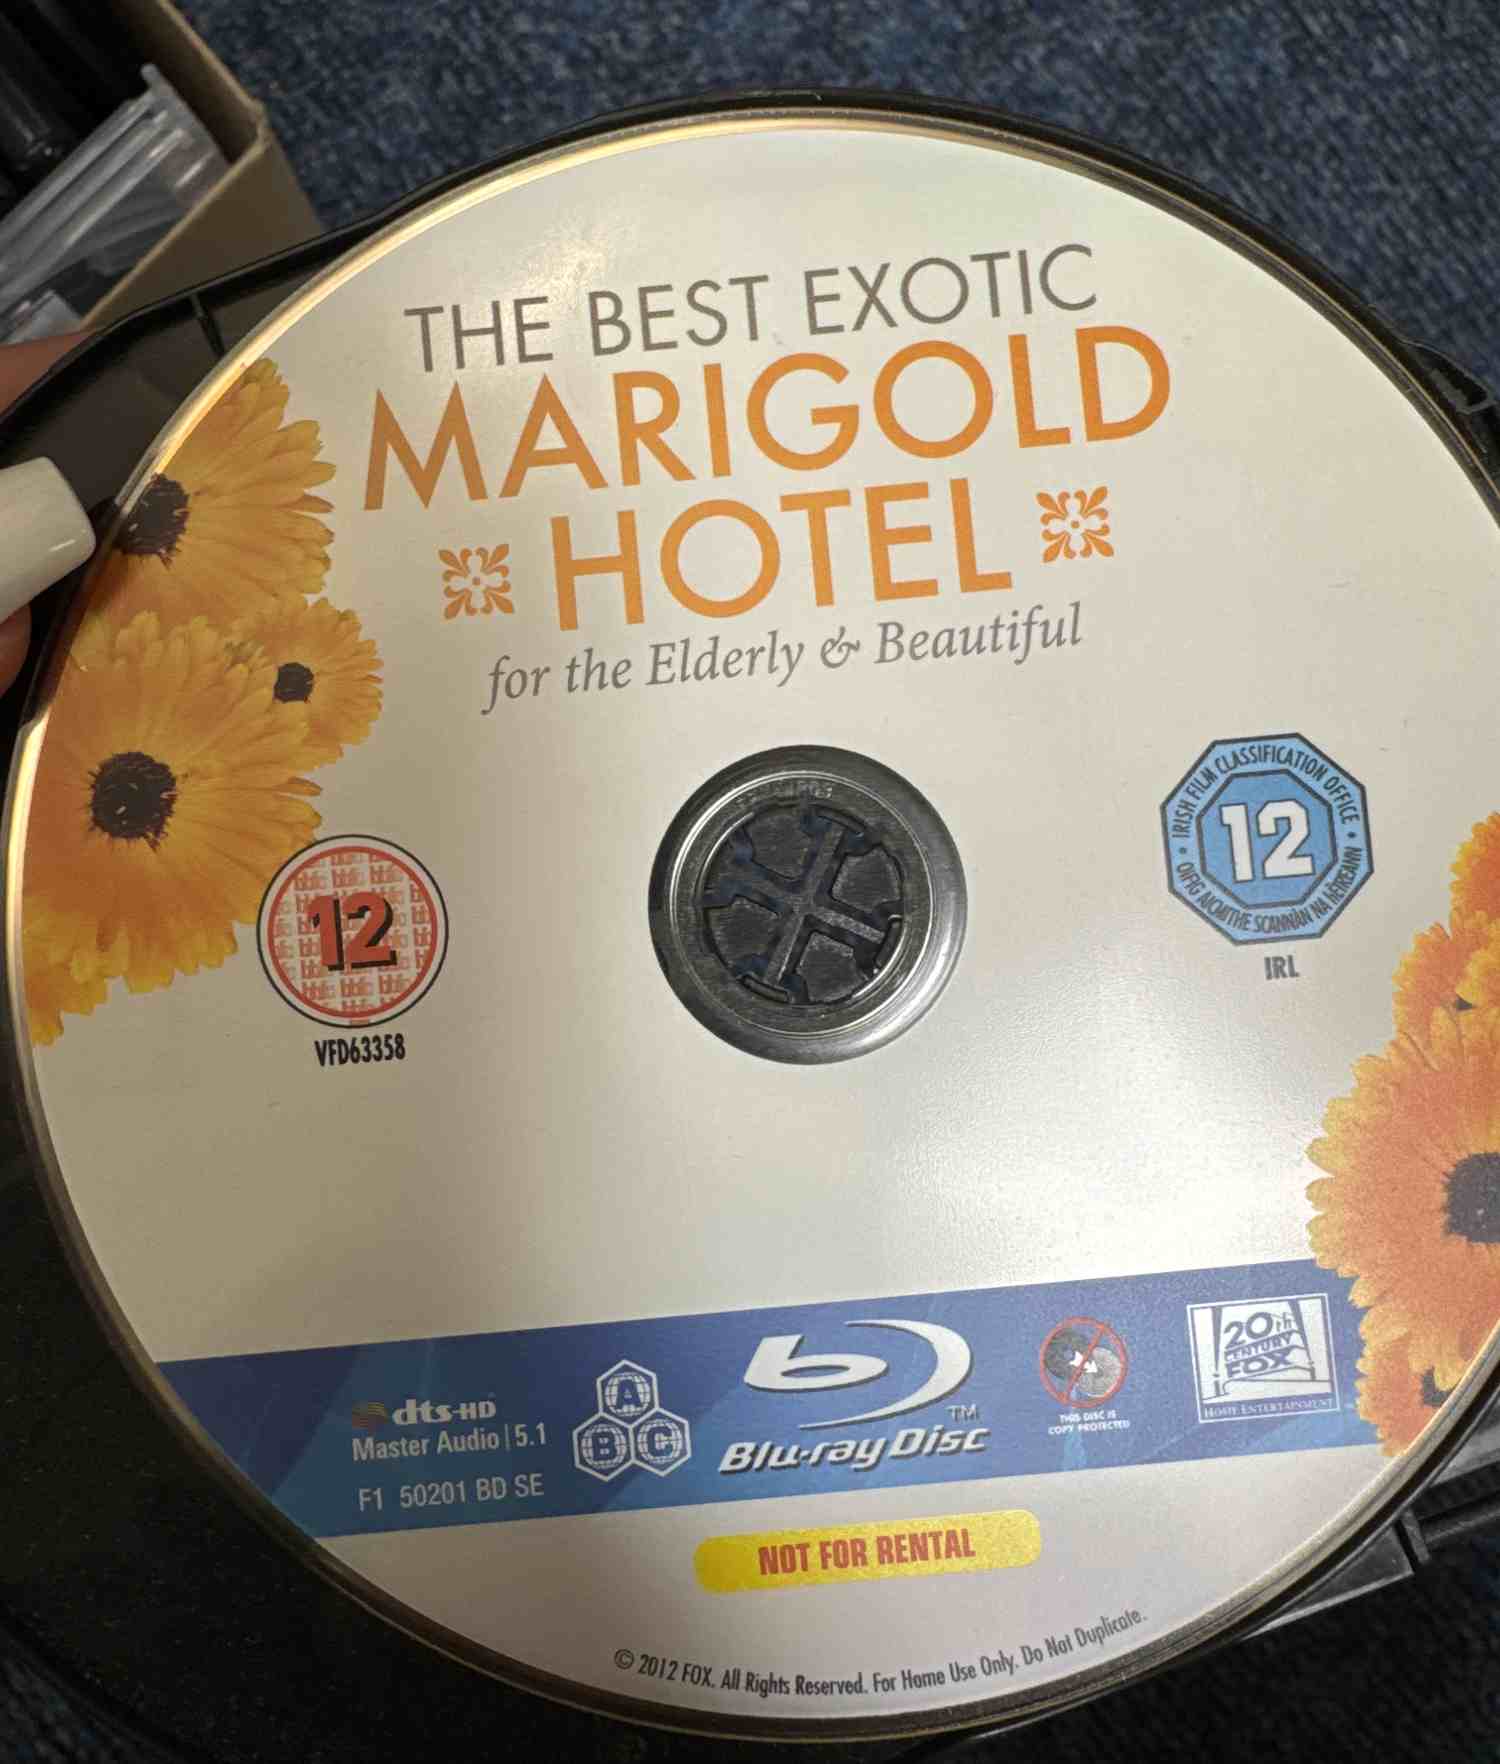 THE BEST EXOTIC
MARIGOLD
HOTEL
for the Elderly & Beautiful
12
VFD63358
IRISH FILM CLASSIFICATION OFFICE
12
OIFIG AICMITHE SCANNÁN NA hÉIREANN
IRL
dts-HD
Master Audio | 5.1
F1 50201 BD SE
A
B C
Blu-ray Disc™
THIS DISC IS
COPY PROTECTED
20th
CENTURY
FOX
HOME ENTERTAINMENT
NOT FOR RENTAL
© 2012 FOX. All Rights Reserved. For Home Use Only. Do Not Duplicate.